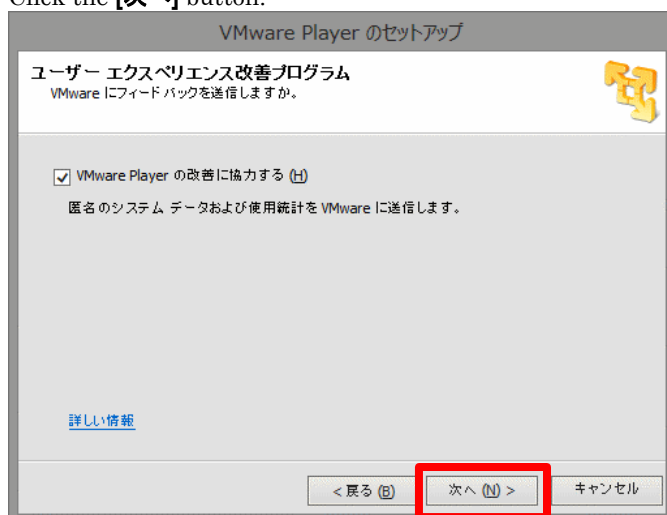 Click the [次へ] button.
VMware Player のセットアップ
ユーザー エクスペリエンス改善プログラム
VMware にフィードバックを送信しますか。
VMware Player の改善に協力する (H)
匿名のシステム データおよび使用統計を VMware に送信します。
詳しい情報
< 戻る (B)
次へ (N) >
キャンセル